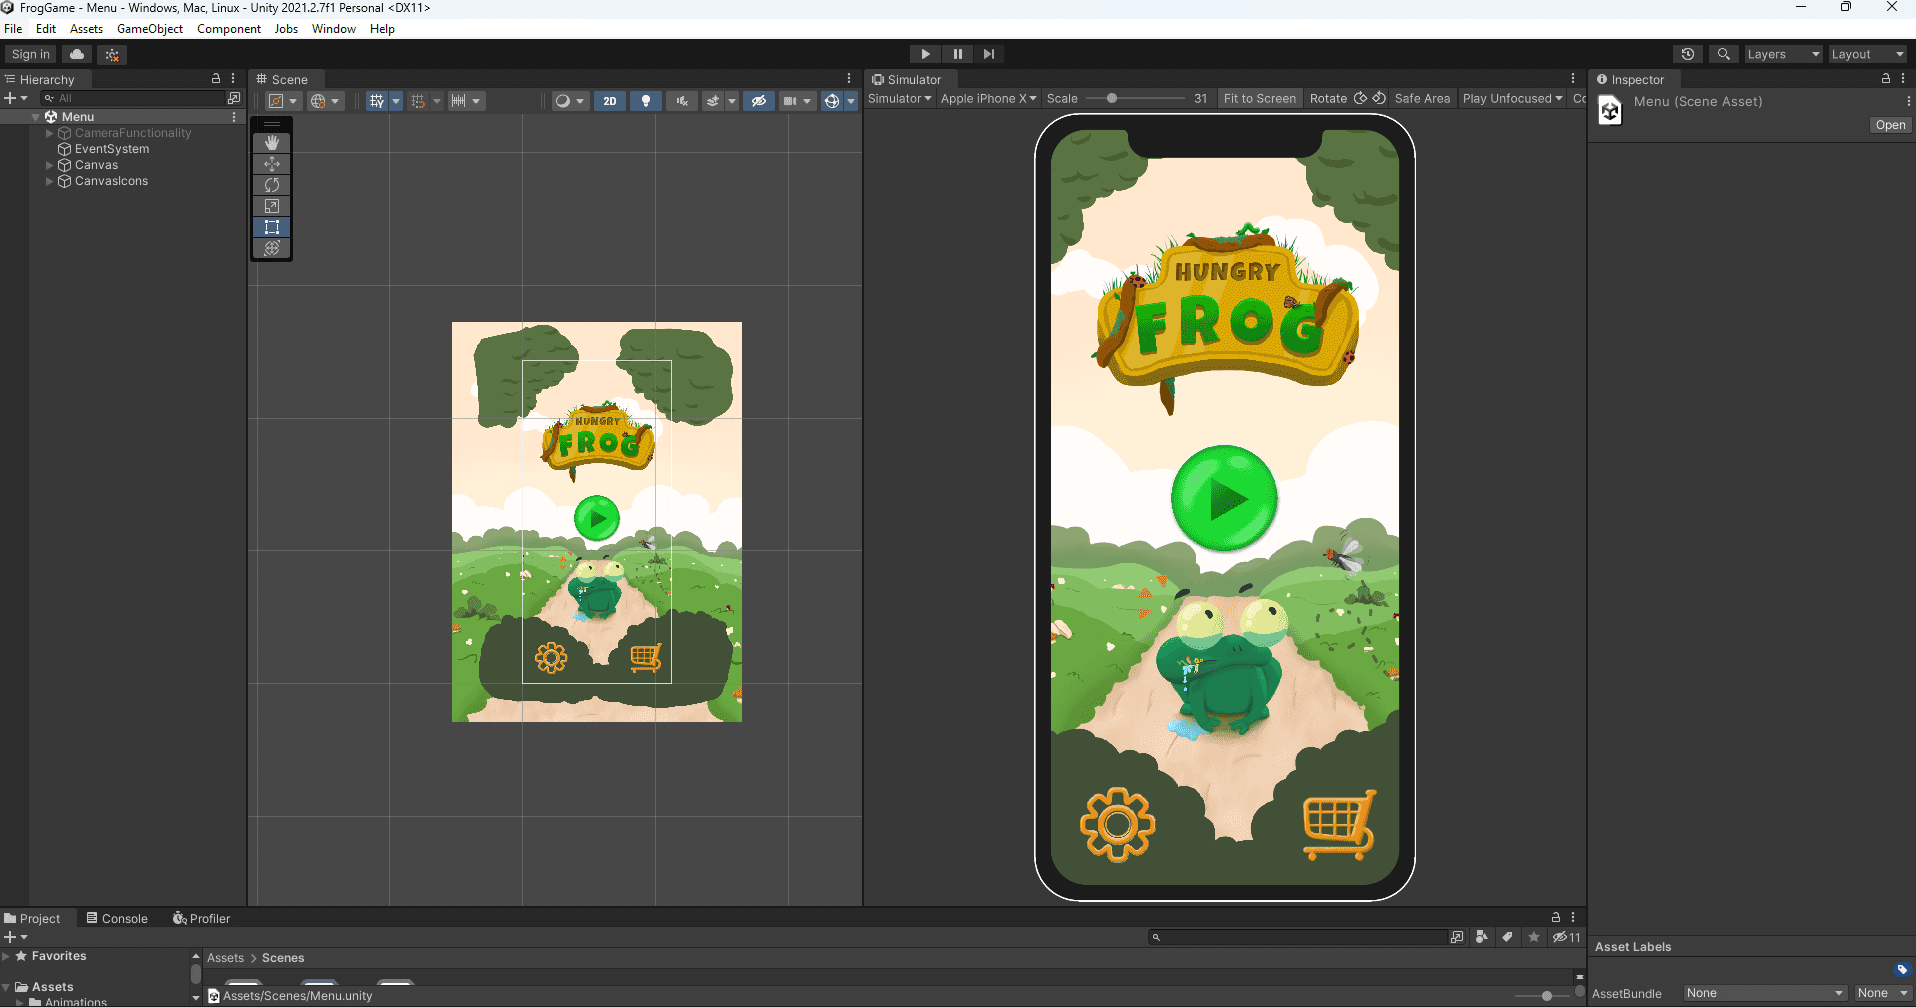 FrogGame - Menu - Windows, Mac, Linux - Unity 2021.2.7f1 Personal <DX11>
File Edit Assets GameObject Component Jobs Window Help
Sign in
Layers
Layout
Hierarchy
All
Menu
CameraFunctionality
EventSystem
Canvas
CanvasIcons
Scene
2D
HUNGRY
FROG
Simulator
Simulator Apple iPhone X Scale 31 Fit to Screen Rotate Safe Area Play Unfocused Co
HUNGRY
FROG
Inspector
Menu (Scene Asset)
Open
Project Console Profiler
11
Favorites
Assets
Animations
Assets > Scenes
Assets/Scenes/Menu.unity
Asset Labels
AssetBundle None None